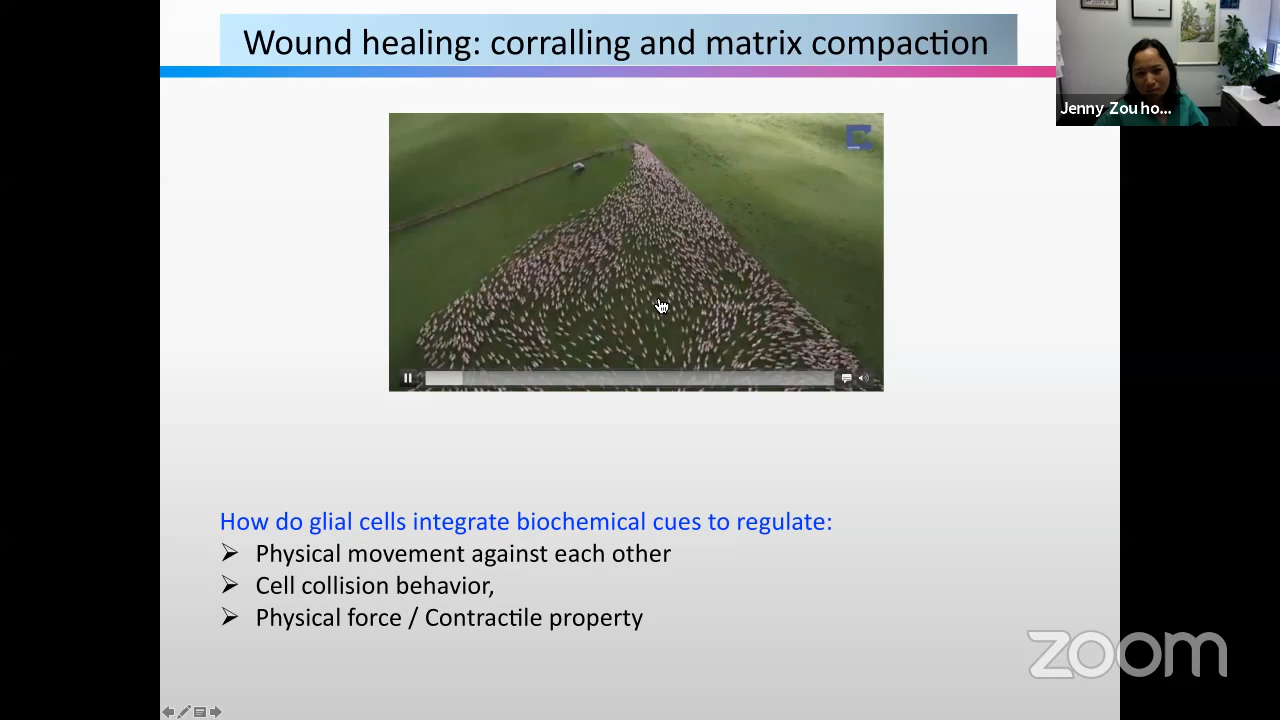 Wound healing: corralling and matrix compaction
Jenny Zou ho...
How do glial cells integrate biochemical cues to regulate:
Physical movement against each other
Cell collision behavior,
Physical force / Contractile property
zoom